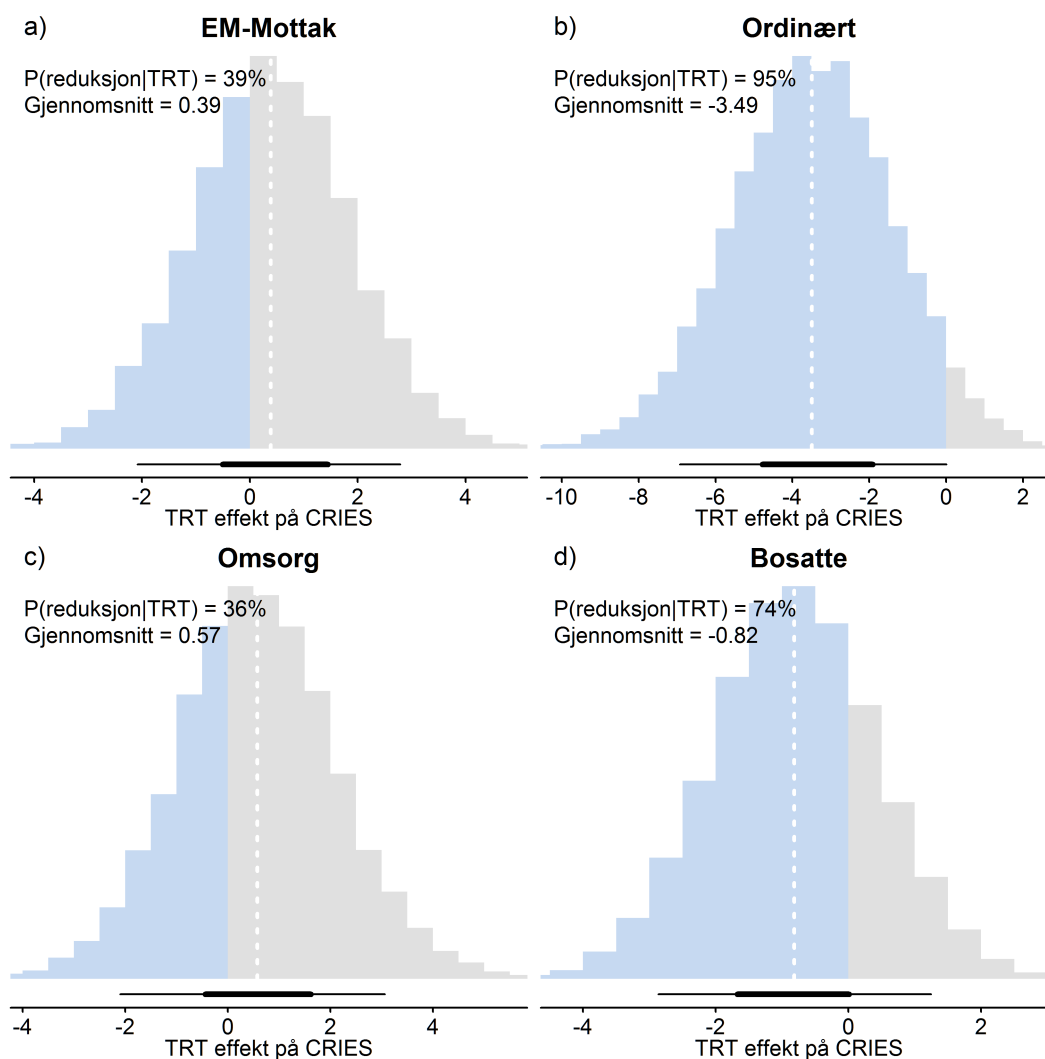 a) EM-Mottak
P(reduksjon|TRT) = 39%
Gjennomsnitt = 0.39
-4 -2 0 2 4
TRT effekt på CRIES
b) Ordinært
P(reduksjon|TRT) = 95%
Gjennomsnitt = -3.49
-10 -8 -6 -4 -2 0 2
TRT effekt på CRIES
c) Omsorg
P(reduksjon|TRT) = 36%
Gjennomsnitt = 0.57
-4 -2 0 2 4
TRT effekt på CRIES
d) Bosatte
P(reduksjon|TRT) = 74%
Gjennomsnitt = -0.82
-4 -2 0 2
TRT effekt på CRIES